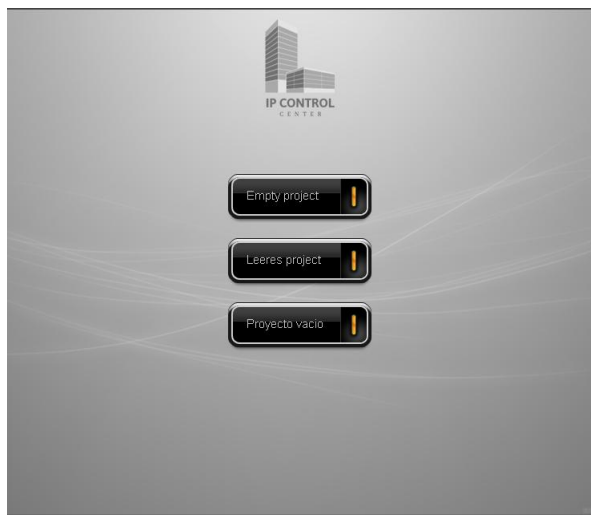 IP CONTROL
CENTER
Empty project
Leeres project
Proyecto vacio